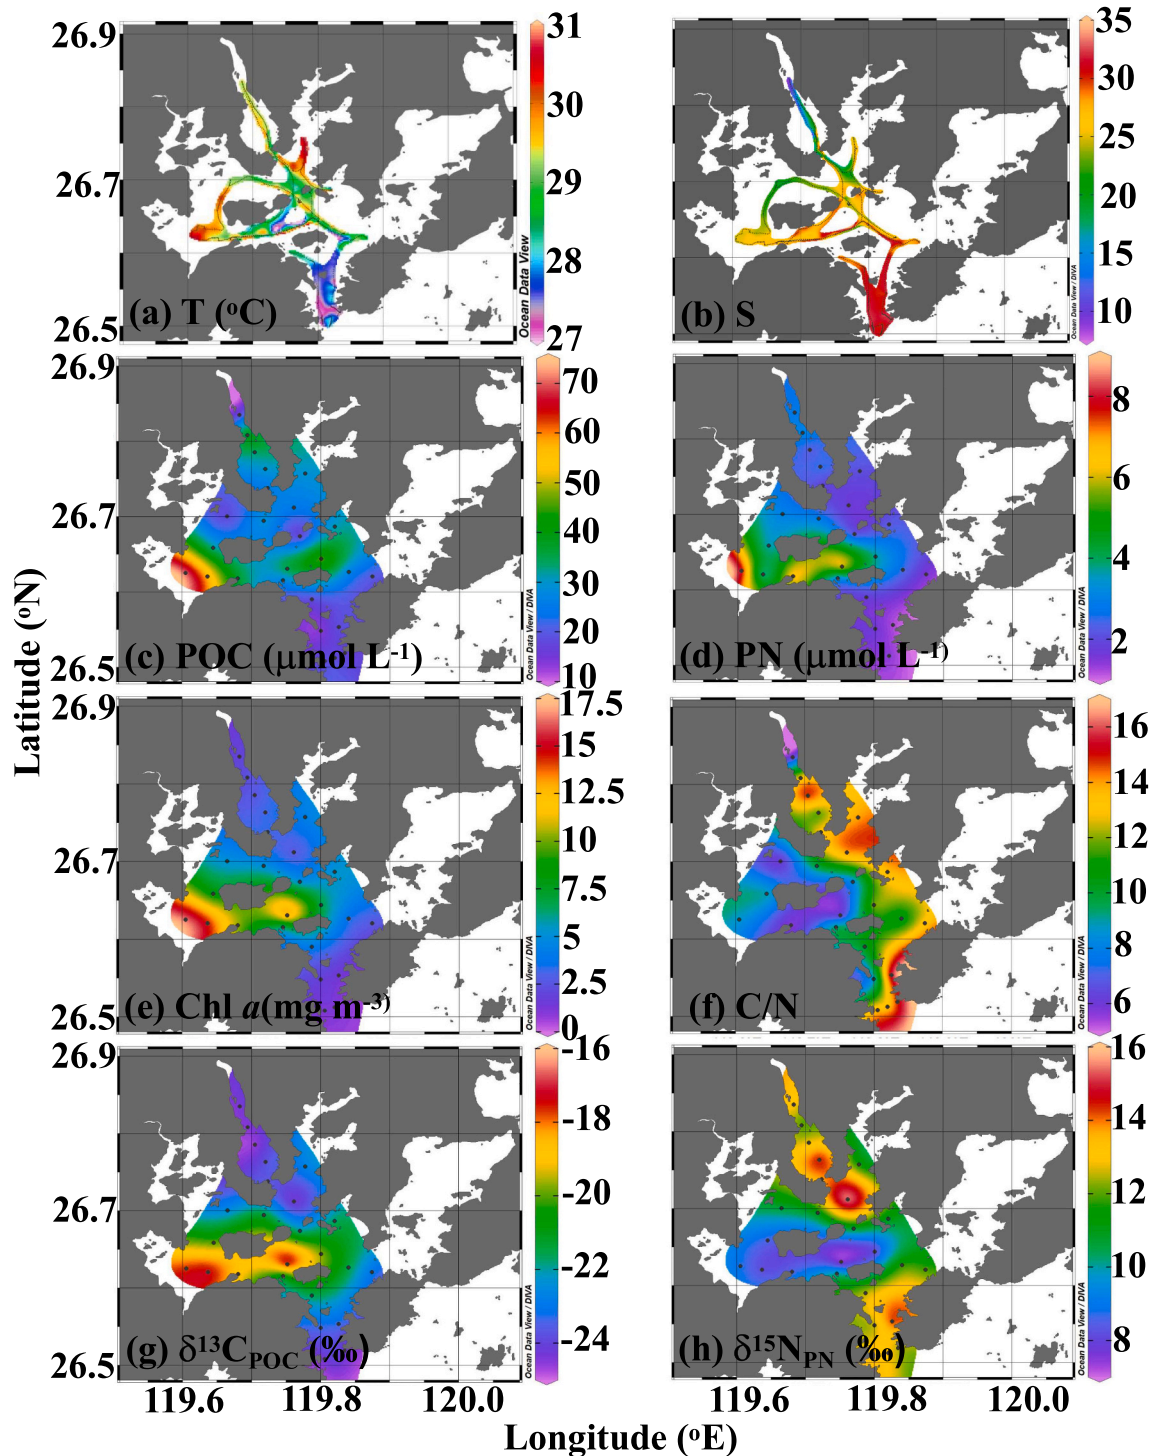 26.9
26.7
26.5
(a) T (°C)
31
30
29
28
27
Ocean Data View
(b) S
35
30
25
20
15
10
Ocean Data View / DIVA
26.9
26.7
26.5
(c) POC (μmol L-1)
70
60
50
40
30
20
10
Ocean Data View / DIVA
(d) PN (μmol L-1)
8
6
4
2
Ocean Data View / DIVA
Latitude (°N)
26.9
26.7
26.5
(e) Chl a(mg m-3)
17.5
15
12.5
10
7.5
5
2.5
0
Ocean Data View / DIVA
(f) C/N
16
14
12
10
8
6
Ocean Data View / DIVA
26.9
26.7
26.5
(g) δ13CPOC (‰)
-16
-18
-20
-22
-24
Ocean Data View / DIVA
(h) δ15NPN (‰)
16
14
12
10
8
Ocean Data View / DIVA
119.6 119.8 120.0
119.6 119.8 120.0
Longitude (°E)